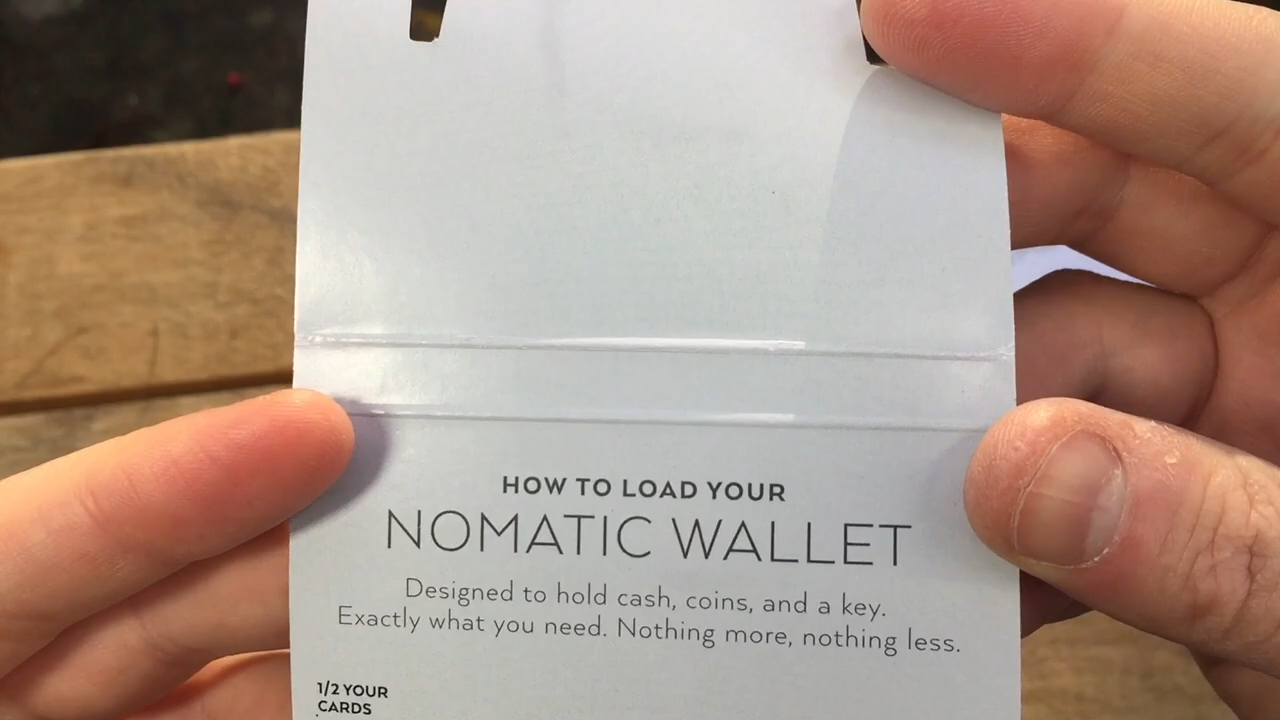 HOW TO LOAD YOUR
NOMATIC WALLET
Designed to hold cash, coins, and a key.
Exactly what you need. Nothing more, nothing less.
1/2 YOUR
CARDS